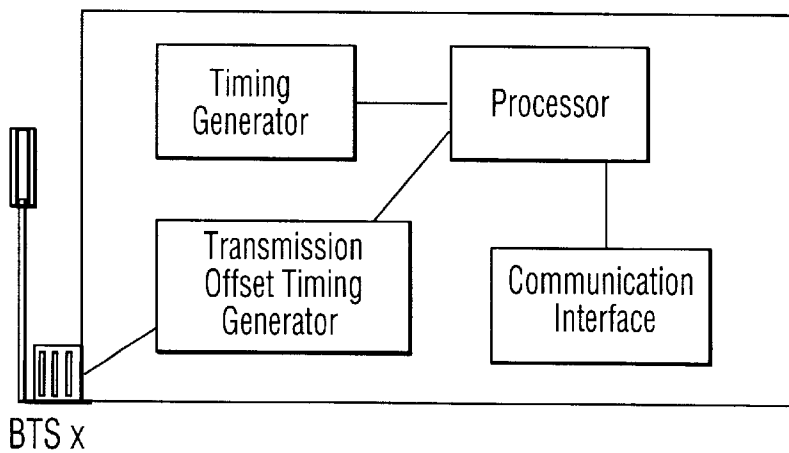 Timing
Generator
Processor
Transmission
Offset Timing
Generator
Communication
Interface
BTS x